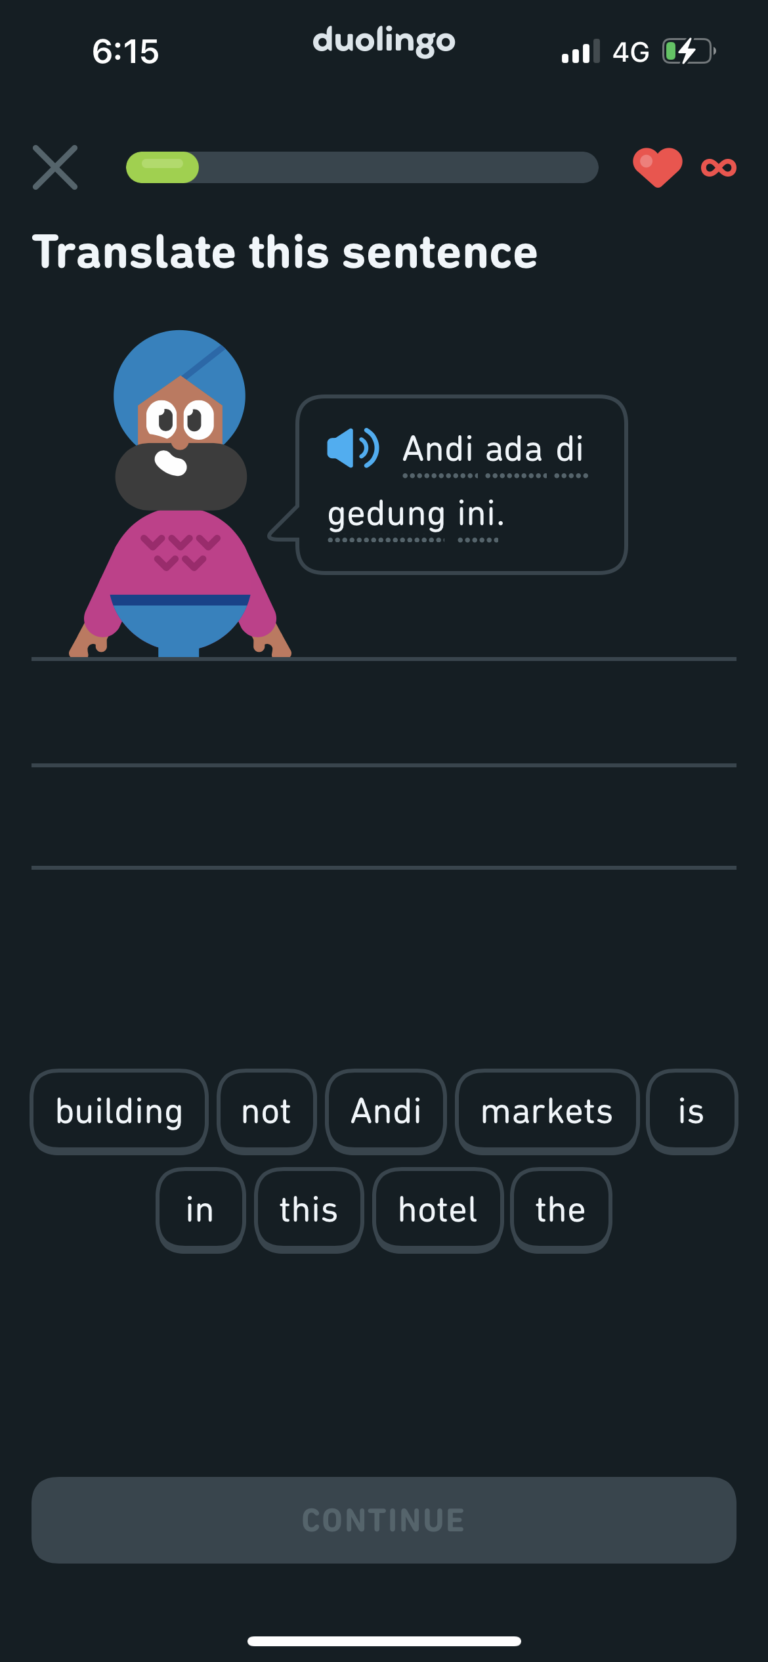 6:15
duolingo
4G
Translate this sentence
Andi ada di
gedung ini.
building not Andi markets is
in this hotel the
CONTINUE